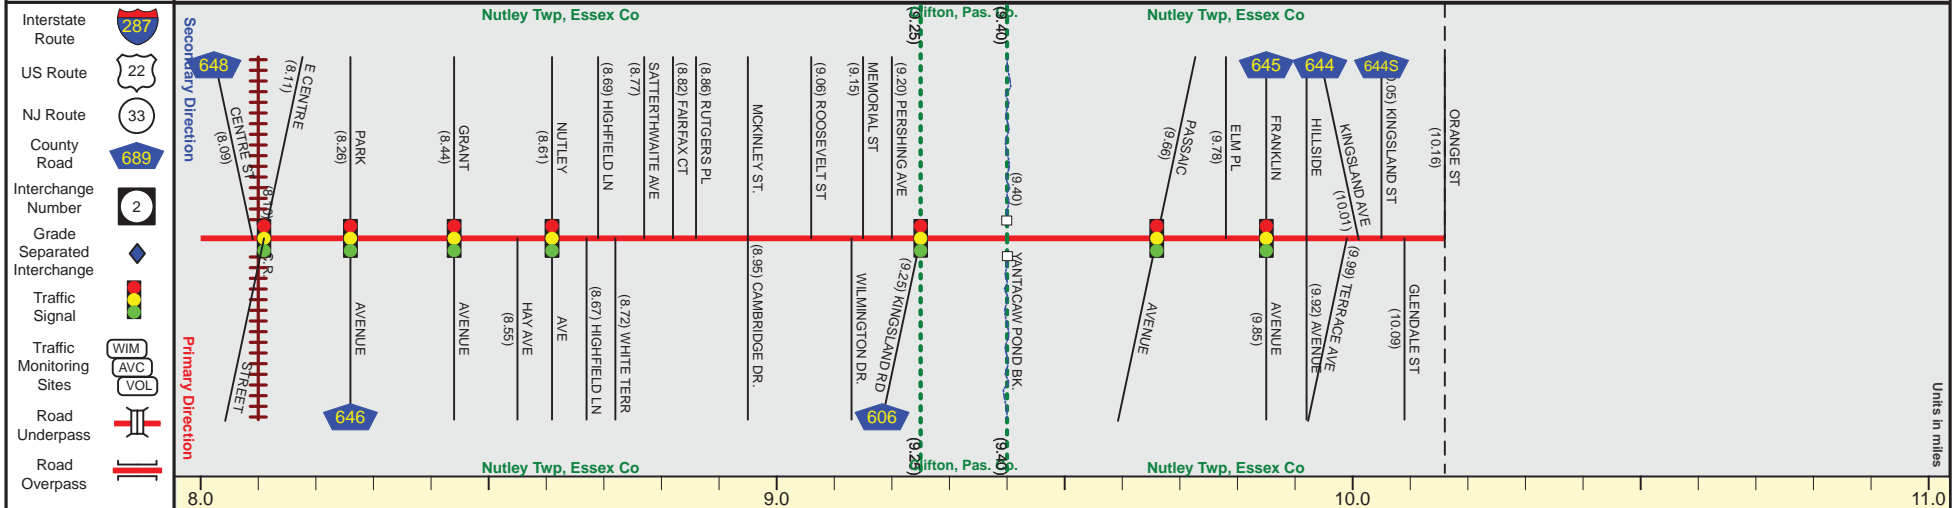 Interstate
Route
287
US Route
22
NJ Route
33
County
Road
689
Interchange
Number
2
Grade
Separated
Interchange
Traffic
Signal
Traffic
Monitoring
Sites
WIM
AVC
VOL
Road
Underpass
Road
Overpass
Secondary Direction
Primary Direction
Nutley Twp, Essex Co
(9.25)
(9.40)
Nutley Twp, Essex Co
648
CENTRE ST
(8.09)
E CENTRE
(8.11)
STREET
PARK
(8.26)
AVENUE
646
GRANT
(8.44)
AVENUE
HAY AVE
(8.55)
NUTLEY
(8.61)
AVE
(8.67) HIGHFIELD LN
(8.69) HIGHFIELD LN
(8.72) WHITE TERR
SATTERTHWAITE AVE
(8.77)
(8.82) FAIRFAX CT
(8.86) RUTGERS PL
MCKINLEY ST.
(8.95) CAMBRIDGE DR.
(9.06) ROOSEVELT ST
MEMORIAL ST
(9.15)
WILMINGTON DR.
(9.20) PERSHING AVE
(9.25) KINGSLAND RD
606
(9.40)
YANTACAW POND BK.
PASSAIC
(9.66)
AVENUE
ELM PL
(9.78)
645
FRANKLIN
(9.85)
AVENUE
644
HILLSIDE
(9.92) AVENUE
KINGSLAND AVE
(10.01)
(9.99) TERRACE AVE
644S
KINGSLAND ST
GLENDALE ST
(10.09)
ORANGE ST
(10.16)
Nutley Twp, Essex Co
(9.25)
(9.40)
Nutley Twp, Essex Co
Units in miles
8.0
9.0
10.0
11.0